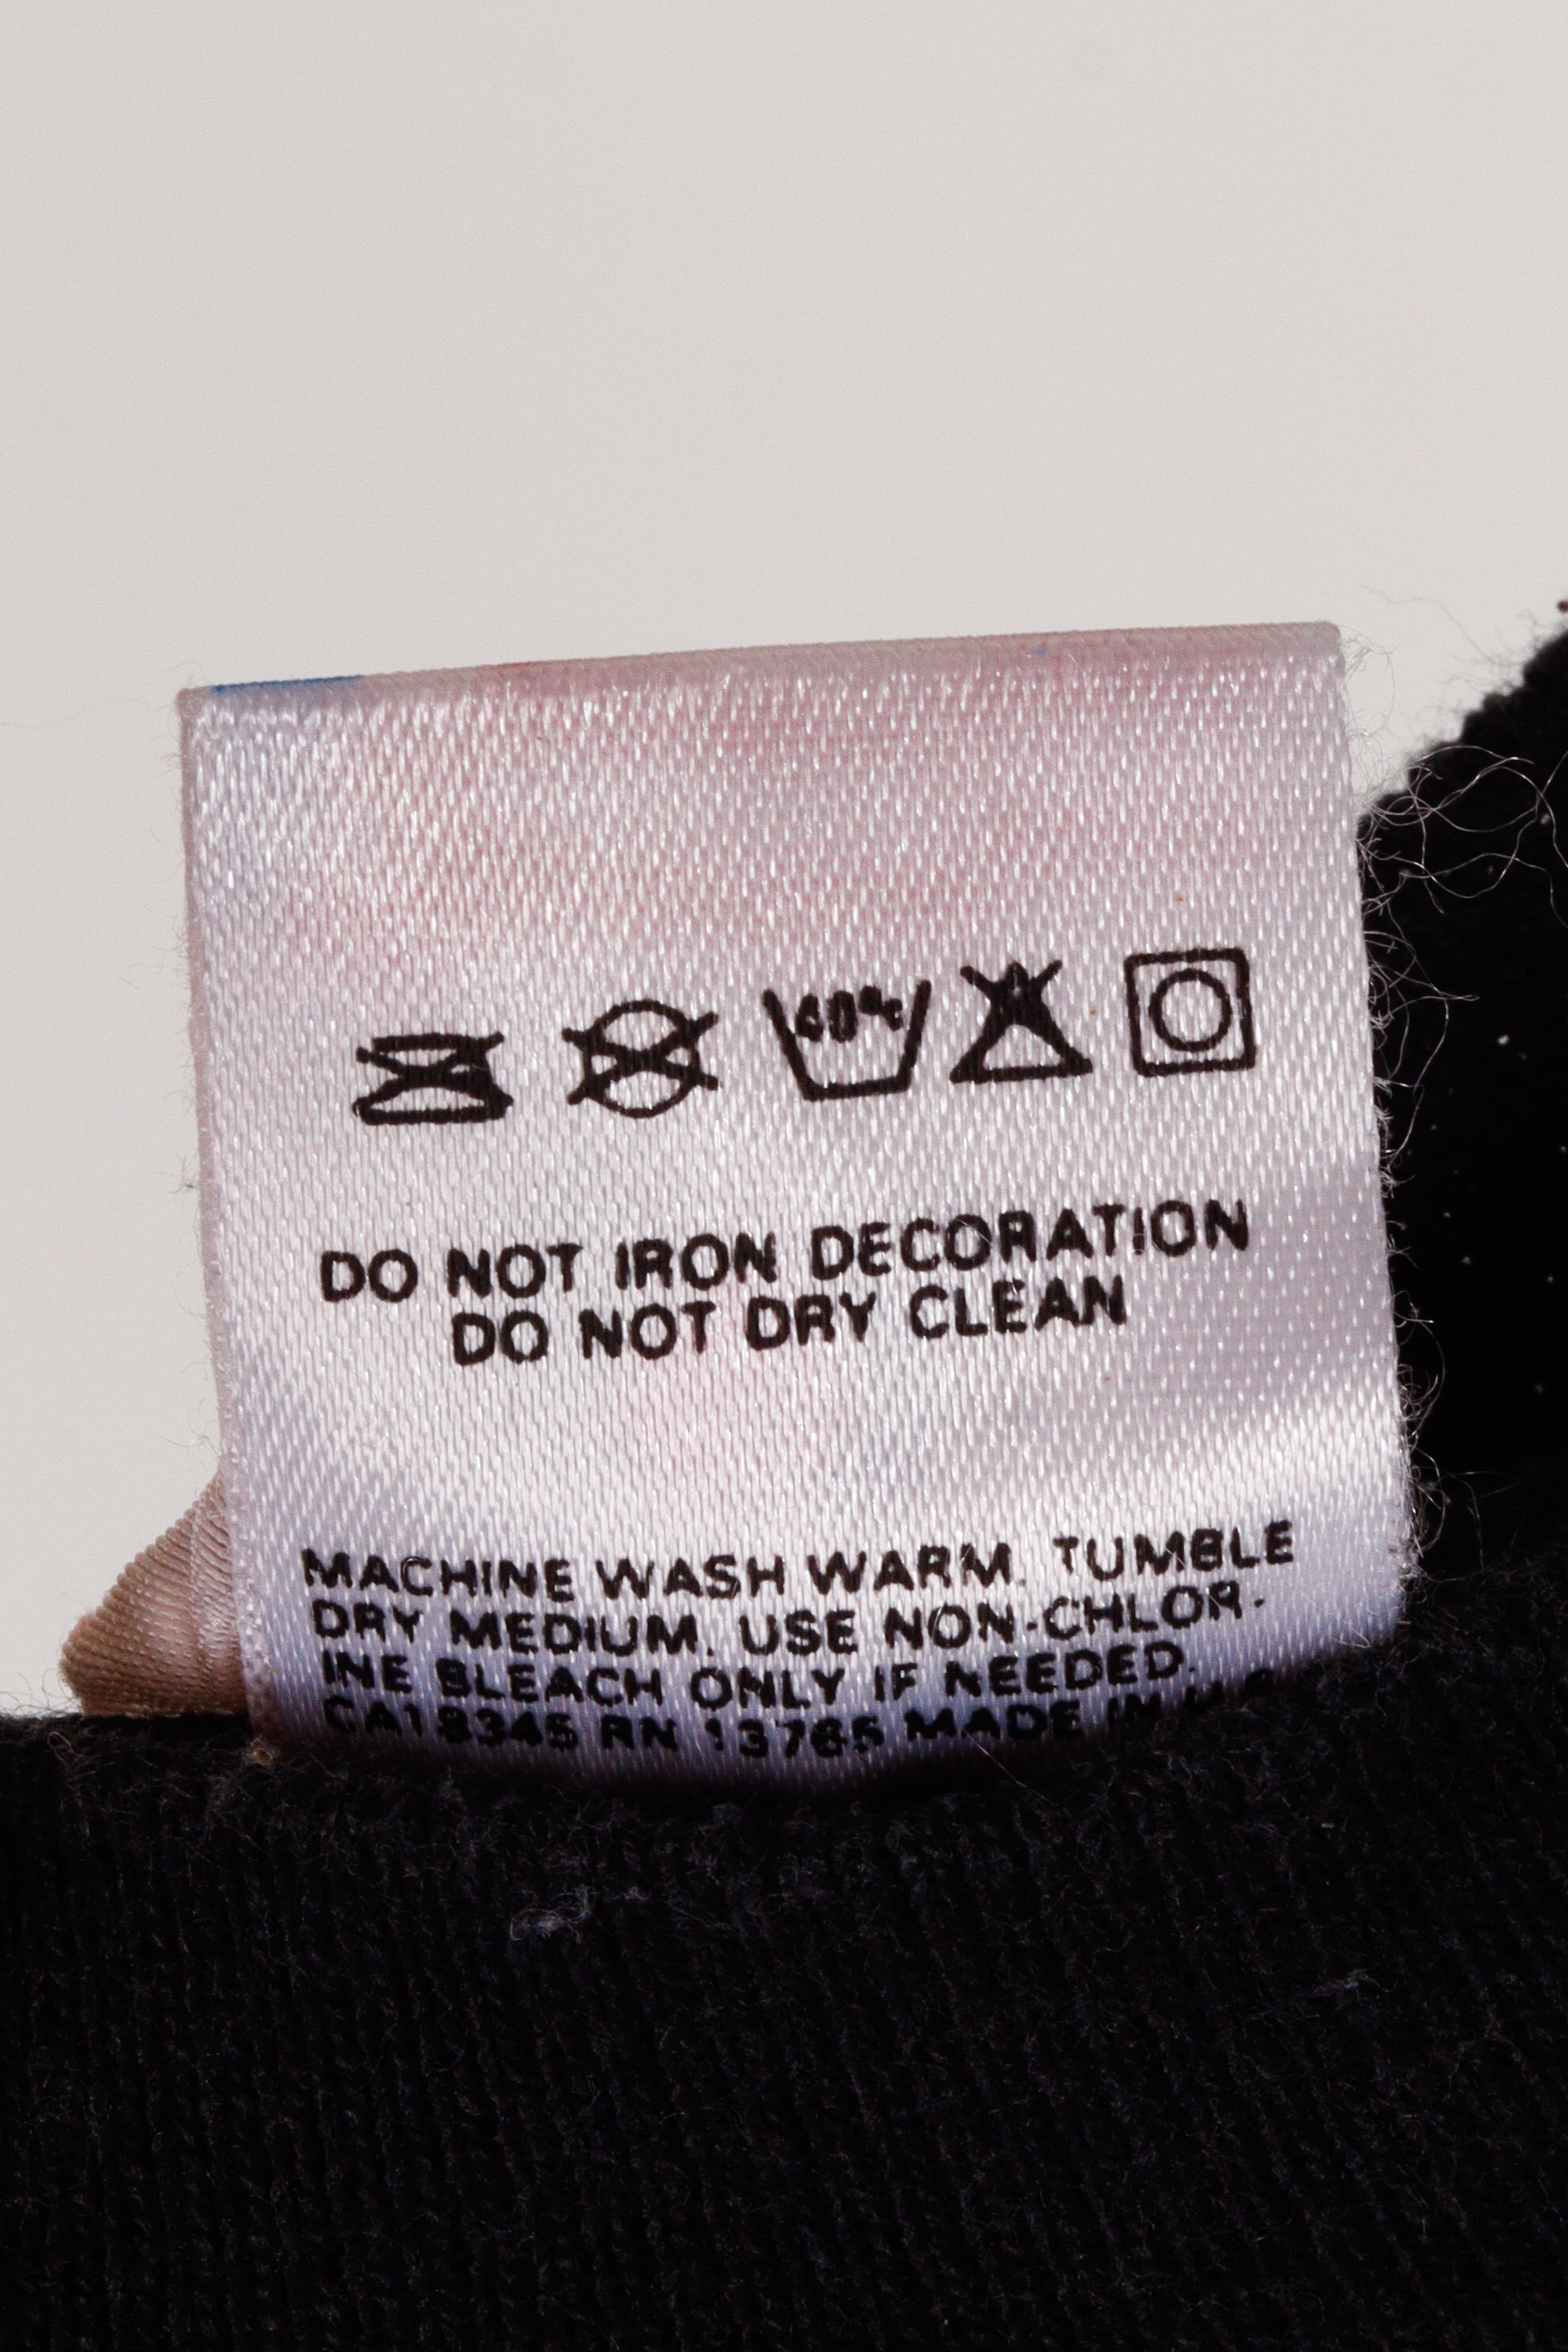 40°c
DO NOT IRON DECORATION
DO NOT DRY CLEAN
MACHINE WASH WARM. TUMBLE
DRY MEDIUM. USE NON-CHLOR-
INE BLEACH ONLY IF NEEDED.
CA18345 RN 13765 MADE IN